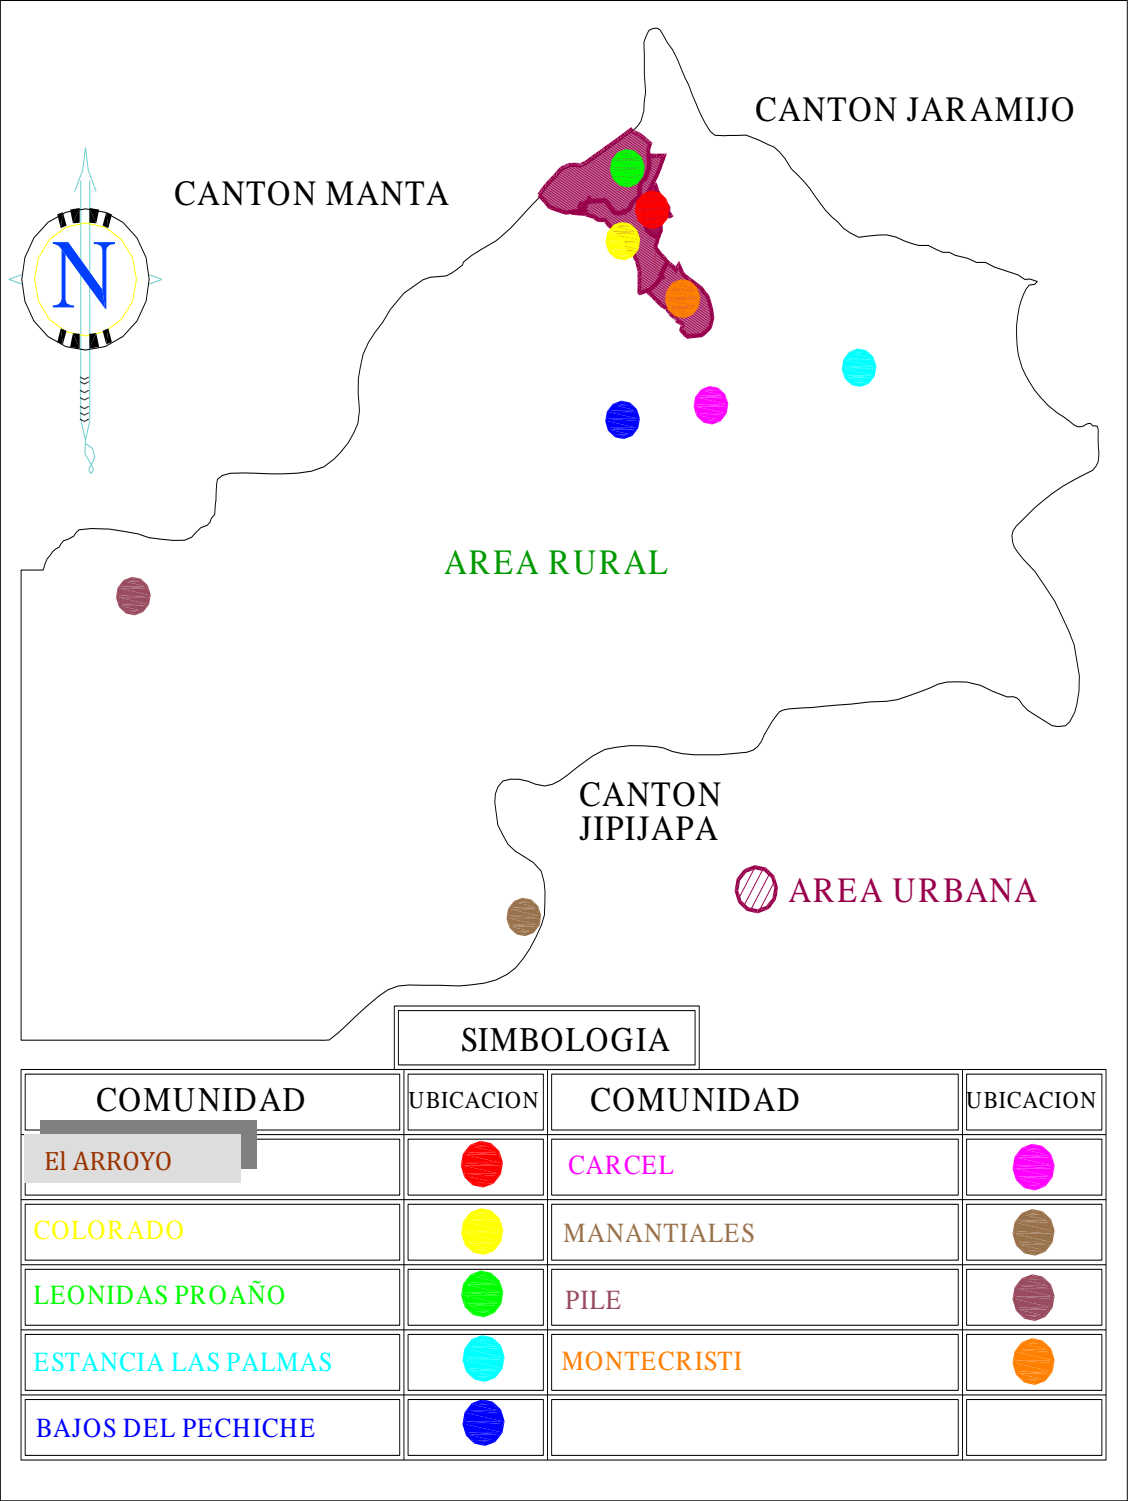 CANTON JARAMIJO
CANTON MANTA
N
AREA RURAL
CANTON
JIPIJAPA
AREA URBANA
SIMBOLOGIA
COMUNIDAD UBICACION COMUNIDAD UBICACION
El ARROYO CARCEL
COLORADO MANANTIALES
LEONIDAS PROAÑO PILE
ESTANCIA LAS PALMAS MONTECRISTI
BAJOS DEL PECHICHE